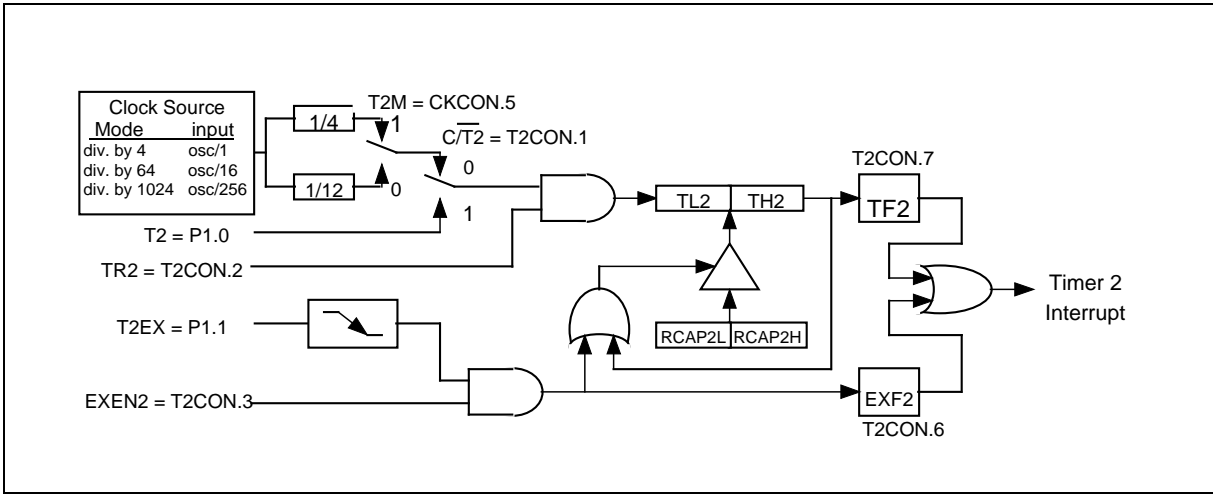 Clock Source
Mode input
div. by 4 osc/1
div. by 64 osc/16
div. by 1024 osc/256
1/4
1/12
T2M = CKCON.5
1
0
C/T2 = T2CON.1
0
1
T2 = P1.0
TR2 = T2CON.2
T2EX = P1.1
EXEN2 = T2CON.3
TL2 TH2
RCAP2L RCAP2H
T2CON.7
TF2
EXF2
T2CON.6
Timer 2
Interrupt